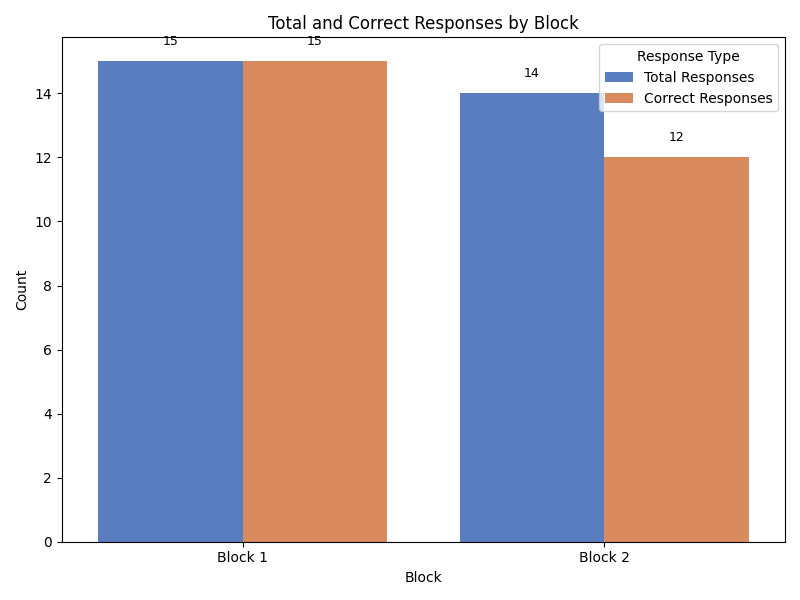 Total and Correct Responses by Block
15
15
14
12
Response Type
Total Responses
Correct Responses
14
12
10
8
6
4
2
0
Count
Block 1
Block 2
Block